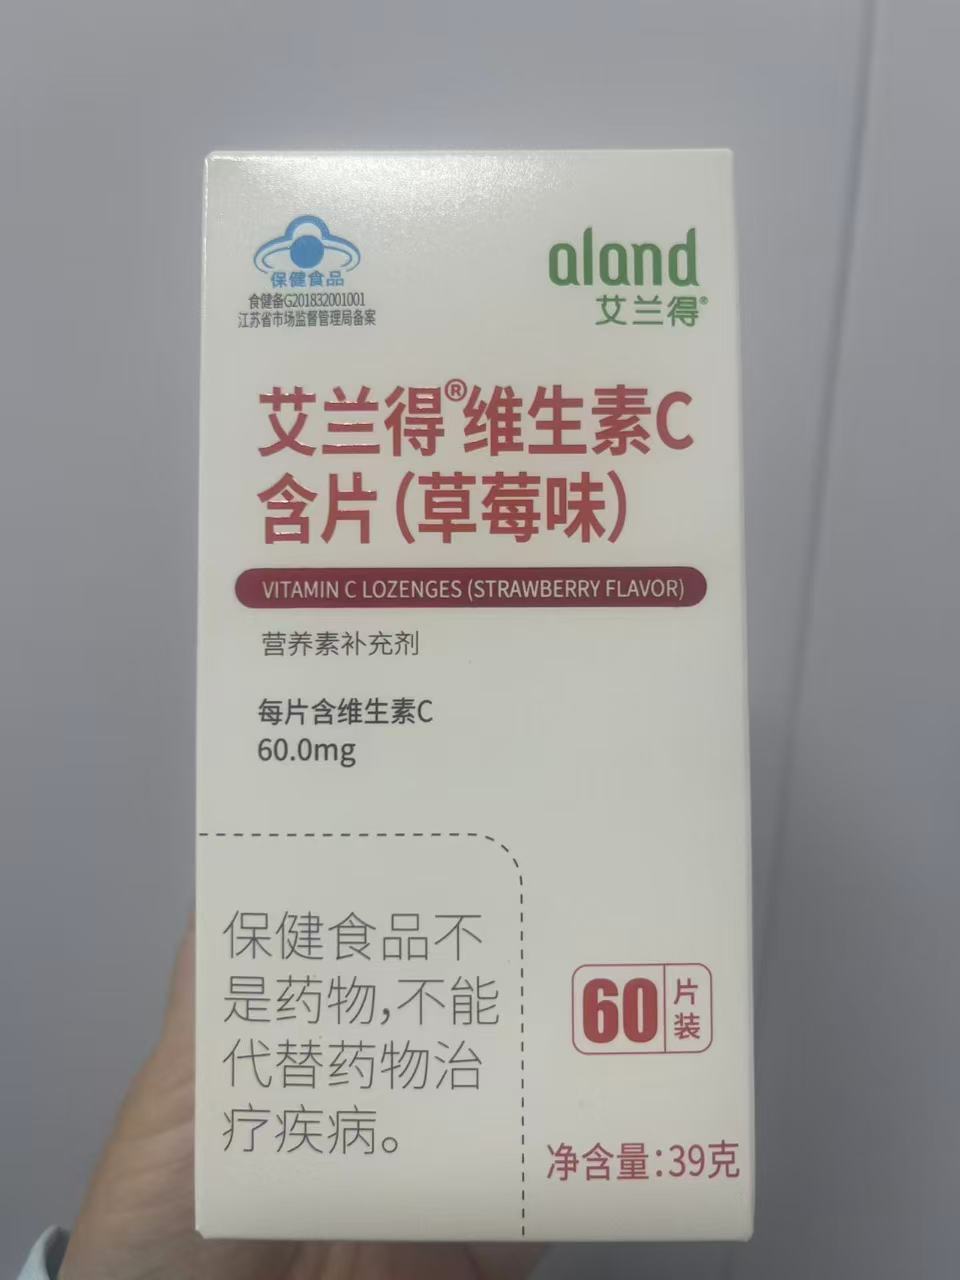 保健食品
食健备G201832001001
江苏省市场监督管理局备案
aland
艾兰得®
艾兰得®维生素C
含片(草莓味)
VITAMIN C LOZENGES (STRAWBERRY FLAVOR)
营养素补充剂
每片含维生素C
60.0mg
保健食品不
是药物,不能
代替药物治
疗疾病。
60片装
净含量:39克